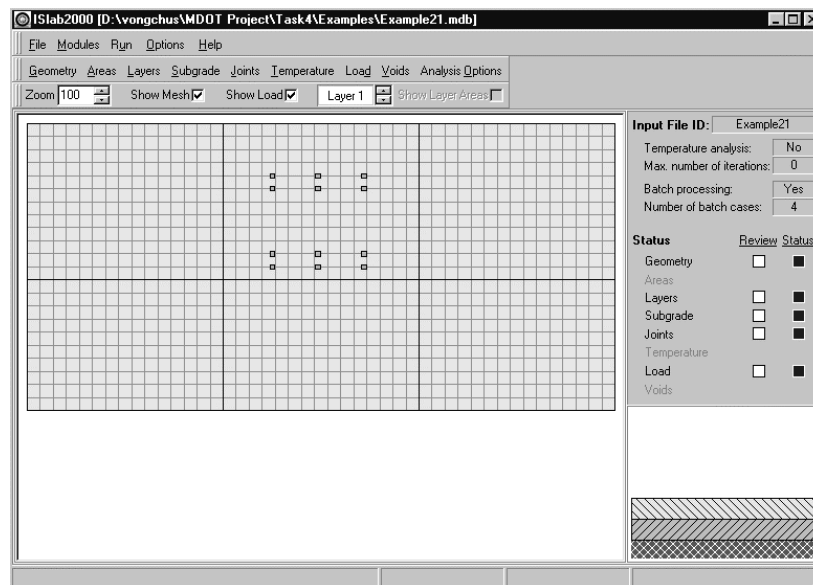 ISlab2000 [D:\vongchus\MDOT Project\Task4\Examples\Example21.mdb]
File Modules Run Options Help
Geometry Areas Layers Subgrade Joints Temperature Load Voids Analysis Options
Zoom 100 Show Mesh Show Load Layer 1 Show Layer Areas
Input File ID: Example21
Temperature analysis: No
Max. number of iterations: 0
Batch processing: Yes
Number of batch cases: 4
Status Review Status
Geometry
Areas
Layers
Subgrade
Joints
Temperature
Load
Voids